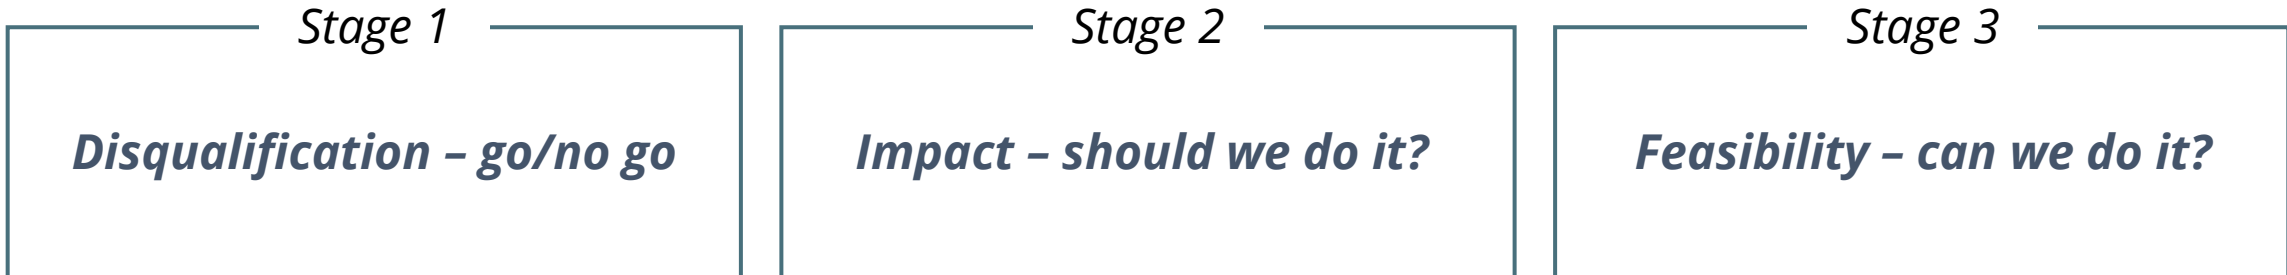 Stage 1
Disqualification – go/no go
Stage 2
Impact – should we do it?
Stage 3
Feasibility – can we do it?